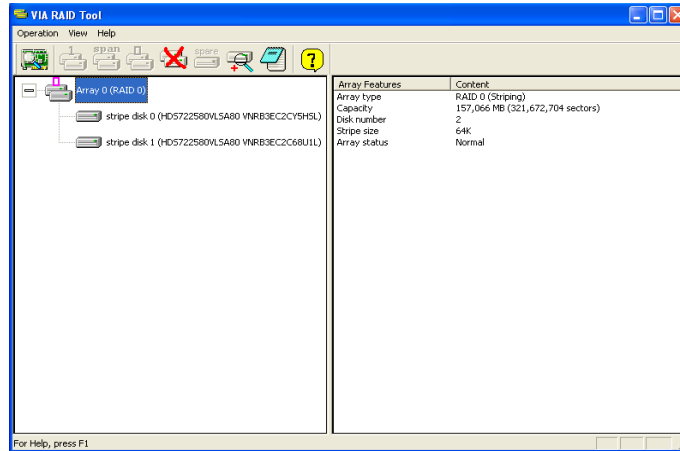 VIA RAID Tool
Operation View Help
1 span 0 spare ?
Array 0 (RAID 0)
stripe disk 0 (HDS722580VLSA80 VNRB3EC2CY5HSL)
stripe disk 1 (HDS722580VLSA80 VNRB3EC2C68U1L)
Array Features Content
Array type RAID 0 (Striping)
Capacity 157,066 MB (321,672,704 sectors)
Disk number 2
Stripe size 64K
Array status Normal
For Help, press F1